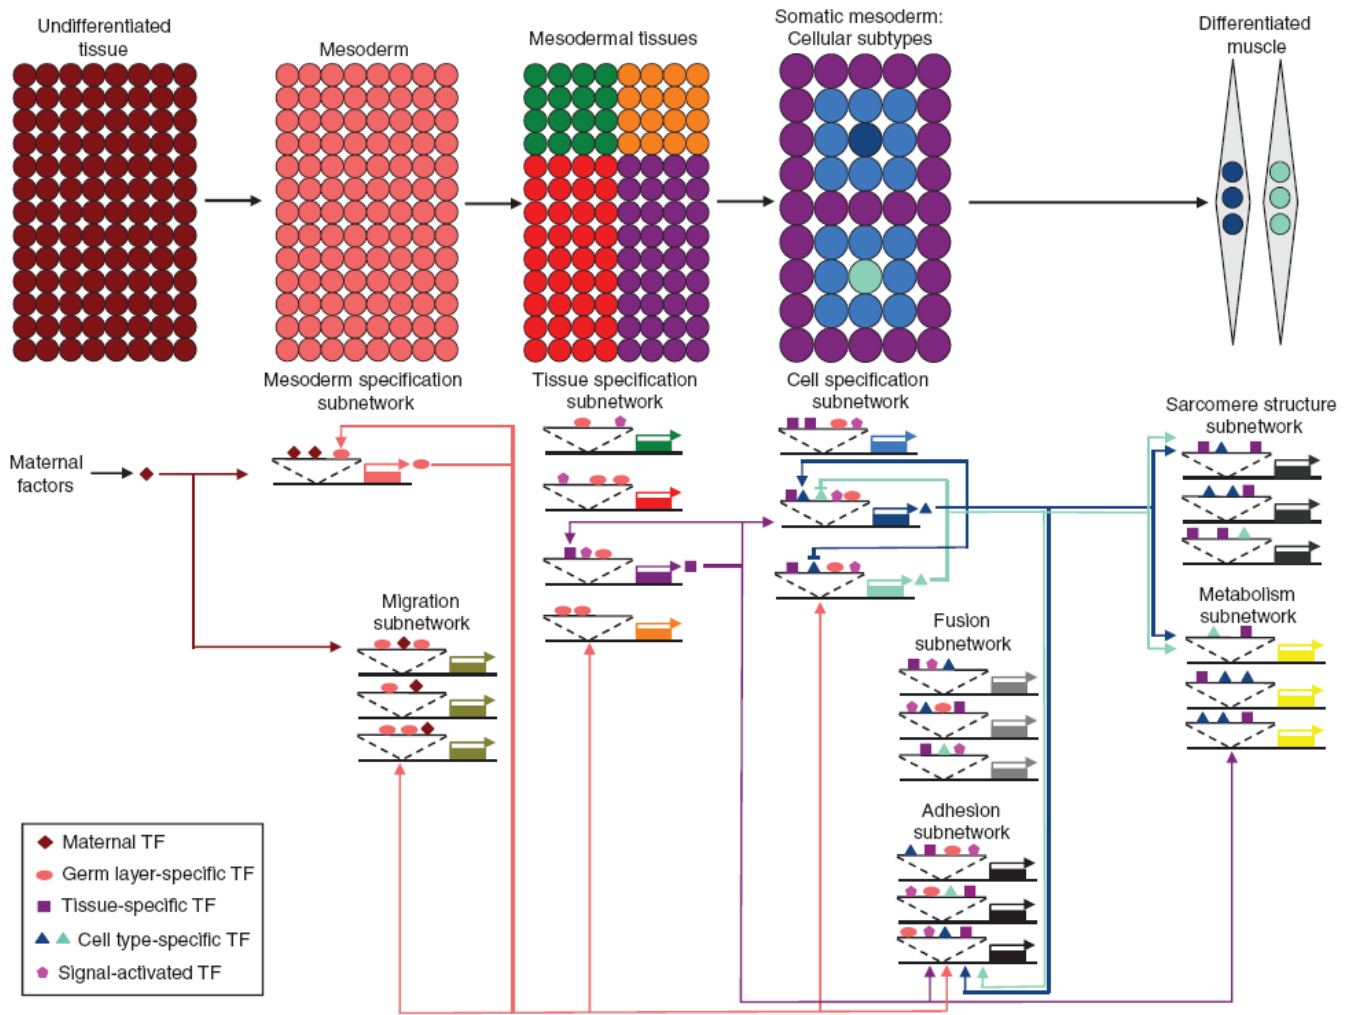 Undifferentiated
tissue
Mesoderm
Mesodermal tissues
Somatic mesoderm:
Cellular subtypes
Differentiated
muscle
Mesoderm specification
subnetwork
Tissue specification
subnetwork
Cell specification
subnetwork
Sarcomere structure
subnetwork
Maternal
factors
Migration
subnetwork
Fusion
subnetwork
Metabolism
subnetwork
Adhesion
subnetwork
Maternal TF
Germ layer-specific TF
Tissue-specific TF
Cell type-specific TF
Signal-activated TF